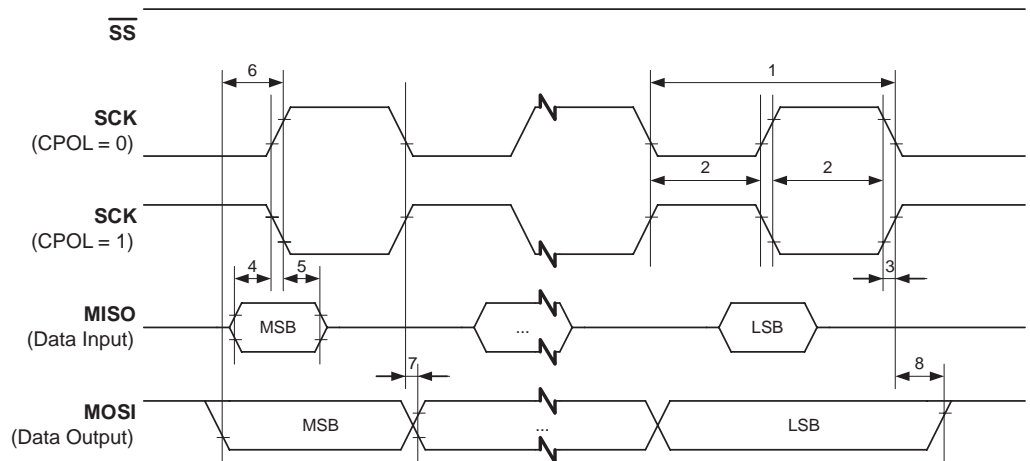 SS
6
1
SCK
(CPOL = 0)
2
2
SCK
(CPOL = 1)
4
5
3
MISO
(Data Input)
MSB
...
LSB
7
8
MOSI
(Data Output)
MSB
...
LSB